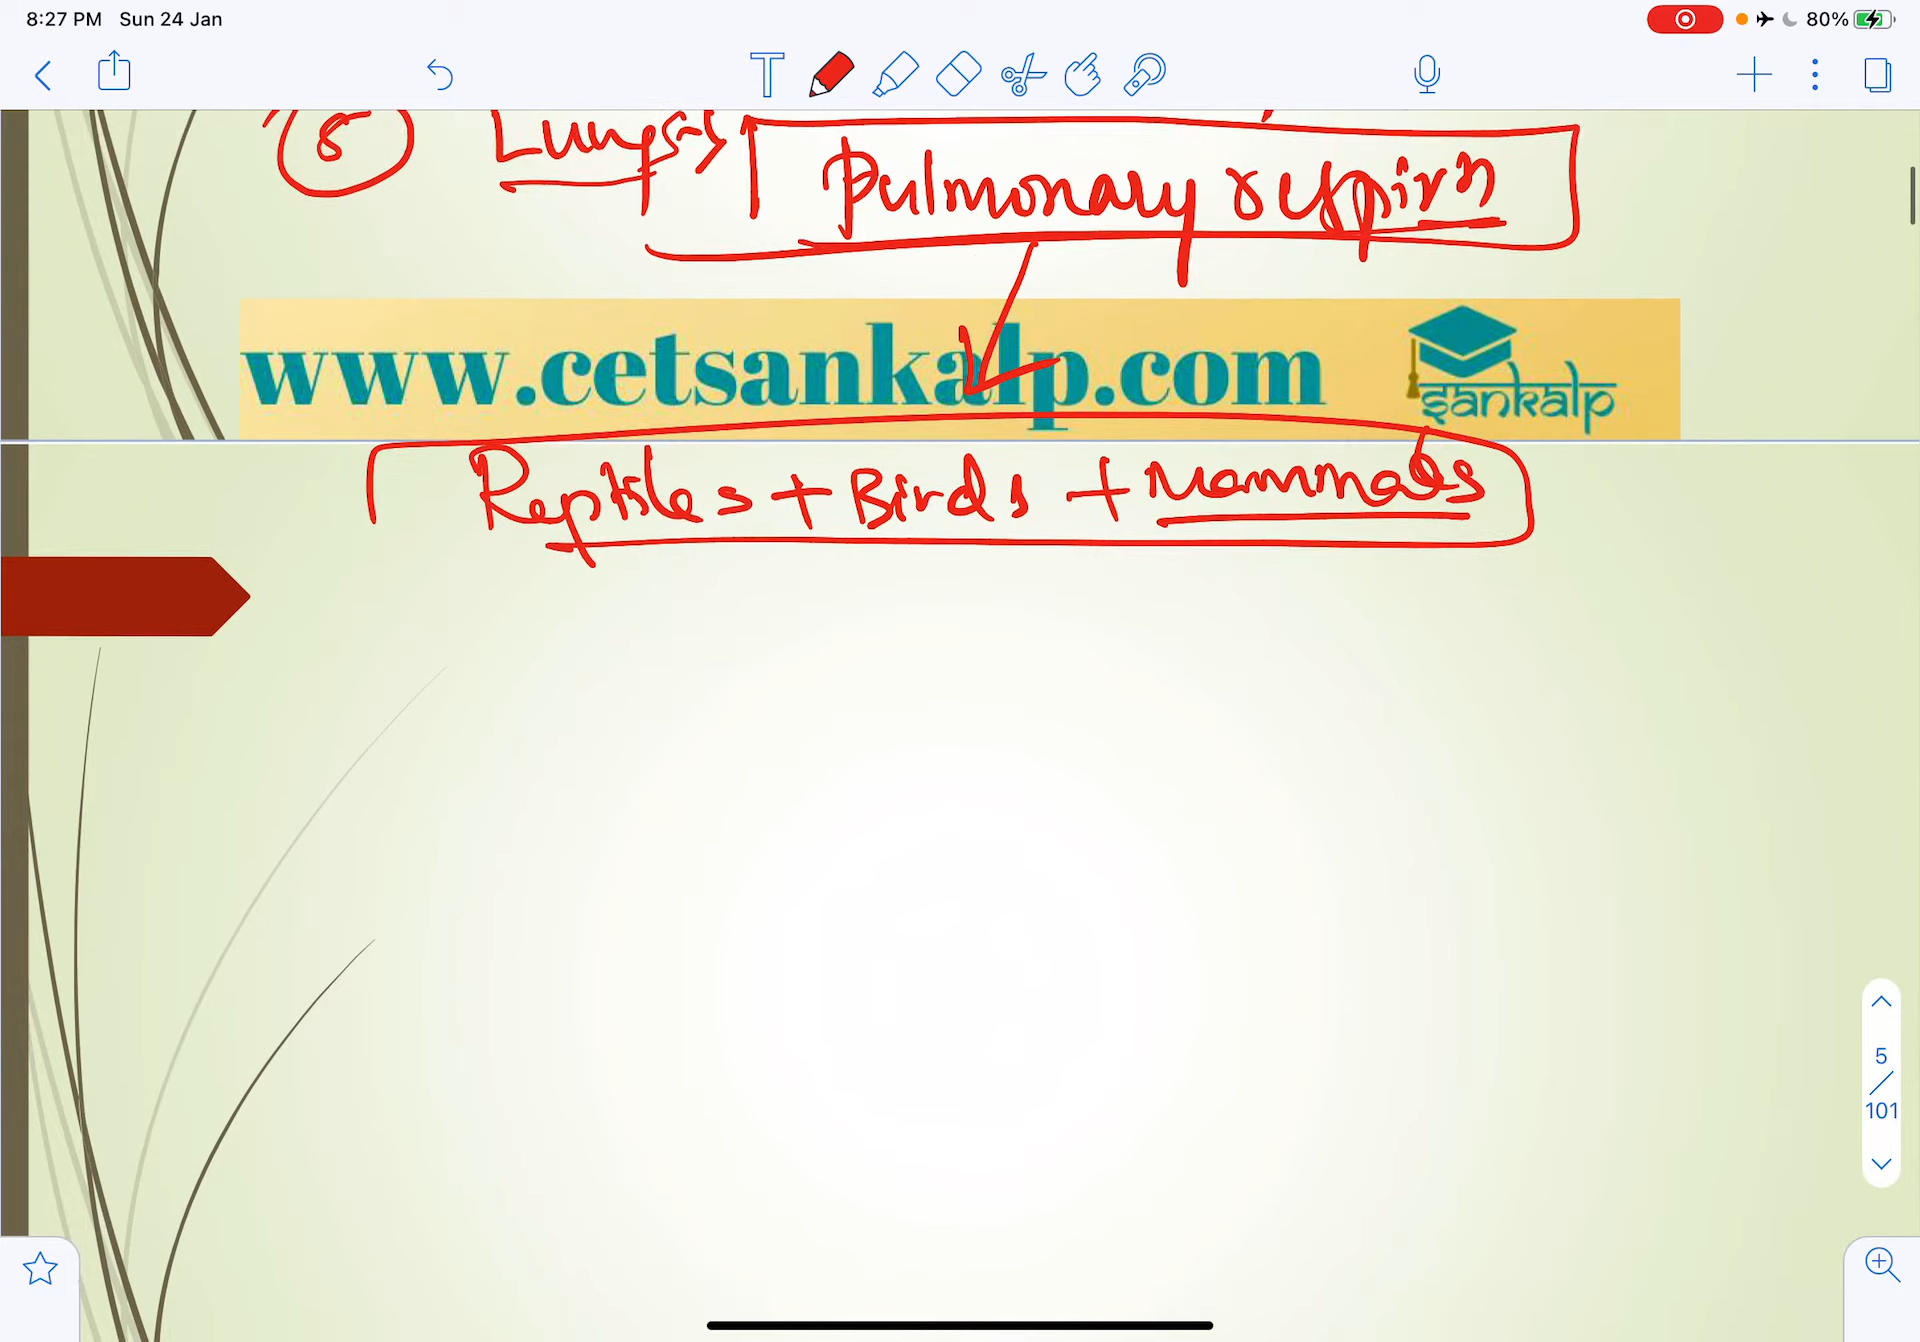 8:27 PM Sun 24 Jan
80%
T
5 Lungs
Pulmonary respirn
www.cetsankalp.com
sankalp
Reptiles + Birds + Mammals
5
/
101